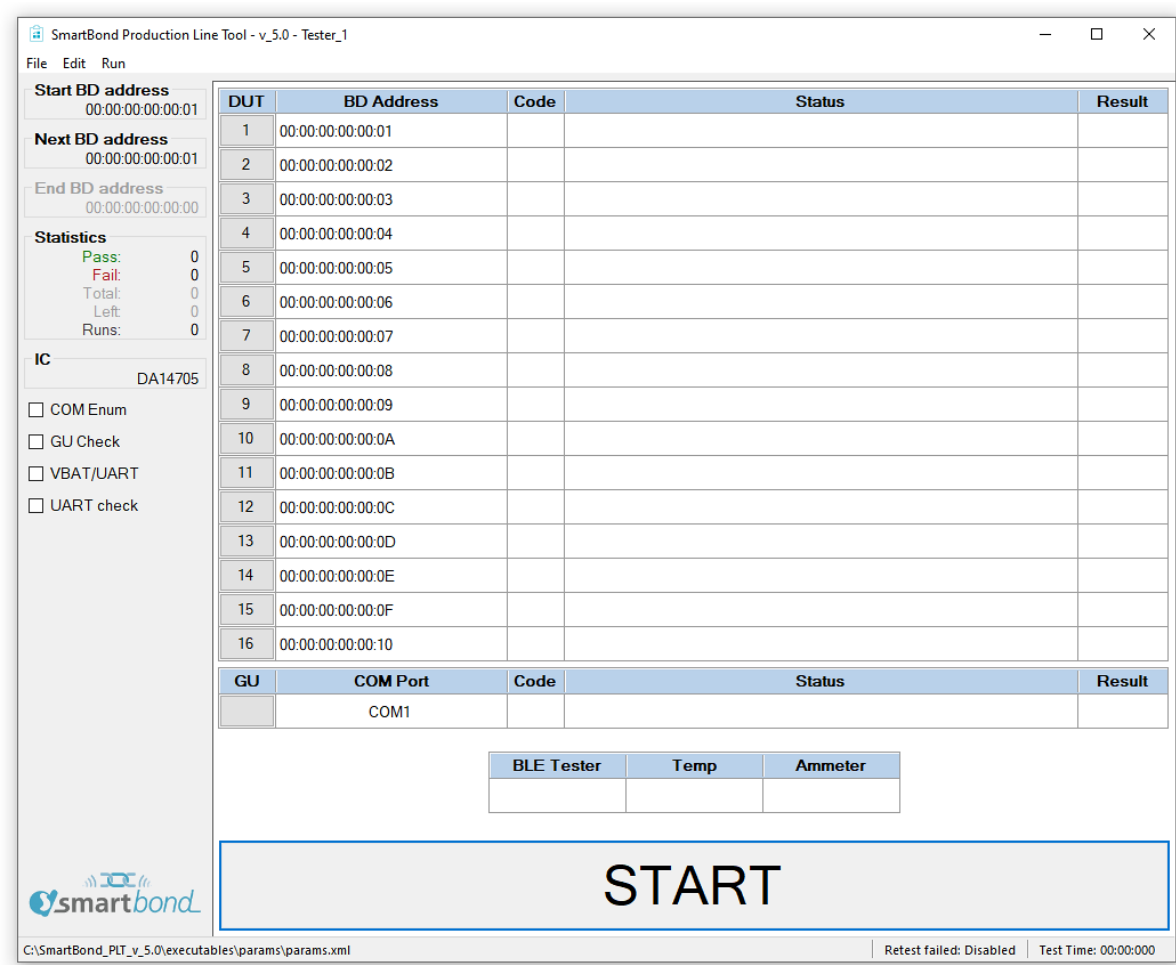 SmartBond Production Line Tool - v_5.0 - Tester_1
File Edit Run
Start BD address
00:00:00:00:00:01
Next BD address
00:00:00:00:00:01
End BD address
00:00:00:00:00:00
Statistics
Pass: 0
Fail: 0
Total: 0
Left: 0
Runs: 0
IC
DA14705
COM Enum
GU Check
VBAT/UART
UART check
smartbond
DUT BD Address Code Status Result
1 00:00:00:00:00:01
2 00:00:00:00:00:02
3 00:00:00:00:00:03
4 00:00:00:00:00:04
5 00:00:00:00:00:05
6 00:00:00:00:00:06
7 00:00:00:00:00:07
8 00:00:00:00:00:08
9 00:00:00:00:00:09
10 00:00:00:00:00:0A
11 00:00:00:00:00:0B
12 00:00:00:00:00:0C
13 00:00:00:00:00:0D
14 00:00:00:00:00:0E
15 00:00:00:00:00:0F
16 00:00:00:00:00:10
GU COM Port Code Status Result
COM1
BLE Tester Temp Ammeter
START
C:\SmartBond_PLT_v_5.0\executables\params\params.xml Retest failed: Disabled Test Time: 00:00:000